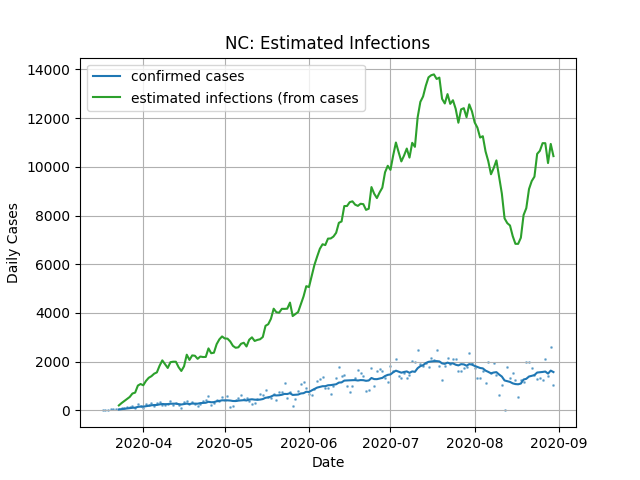 NC: Estimated Infections
confirmed cases
estimated infections (from cases
14000
12000
10000
8000
6000
4000
2000
0
Daily Cases
2020-04 2020-05 2020-06 2020-07 2020-08 2020-09
Date